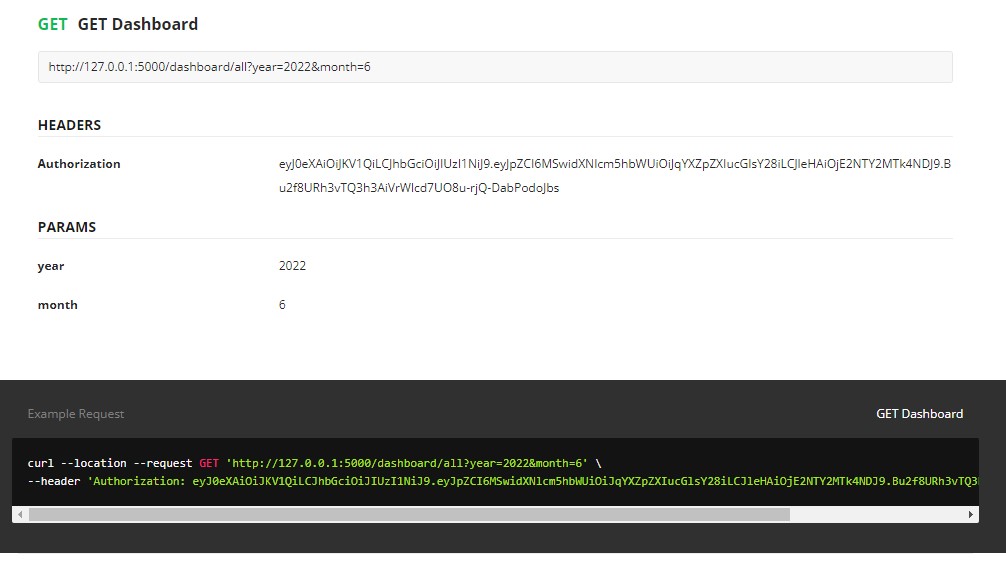 GET GET Dashboard
http://127.0.0.1:5000/dashboard/all?year=2022&month=6
HEADERS
Authorization eyJ0eXAiOiJKV1QiLCJhbGciOiJIUzI1NiJ9.eyJpZCI6MSwidXNlcm5hbWUiOiJqYXZpZXIucGlsY28iLCJleHAiOjE2NTY2MTk4NDJ9.B
u2f8URh3vTQ3h3AiVrWlcd7UO8u-rjQ-DabPodoJbs
PARAMS
year 2022
month 6
Example Request GET Dashboard
curl --location --request GET 'http://127.0.0.1:5000/dashboard/all?year=2022&month=6' \
--header 'Authorization: eyJ0eXAiOiJKV1QiLCJhbGciOiJIUzI1NiJ9.eyJpZCI6MSwidXNlcm5hbWUiOiJqYXZpZXIucGlsY28iLCJleHAiOjE2NTY2MTk4NDJ9.Bu2f8URh3vTQ3